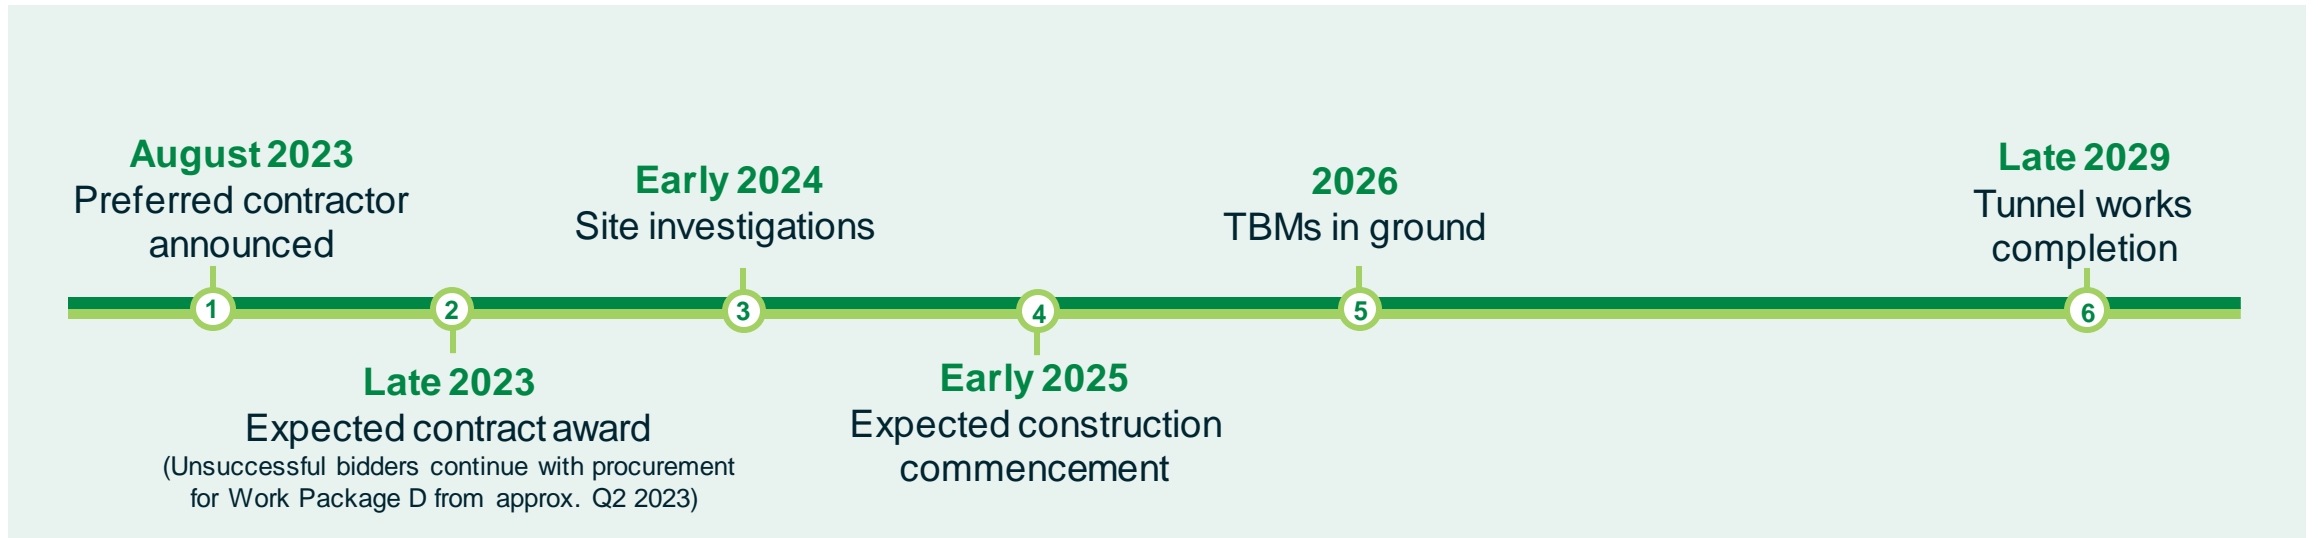 August 2023
Preferred contractor
announced
1
2
Late 2023
Expected contract award
(Unsuccessful bidders continue with procurement
for Work Package D from approx. Q2 2023)
Early 2024
Site investigations
3
4
Early 2025
Expected construction
commencement
2026
TBMs in ground
5
Late 2029
Tunnel works
completion
6